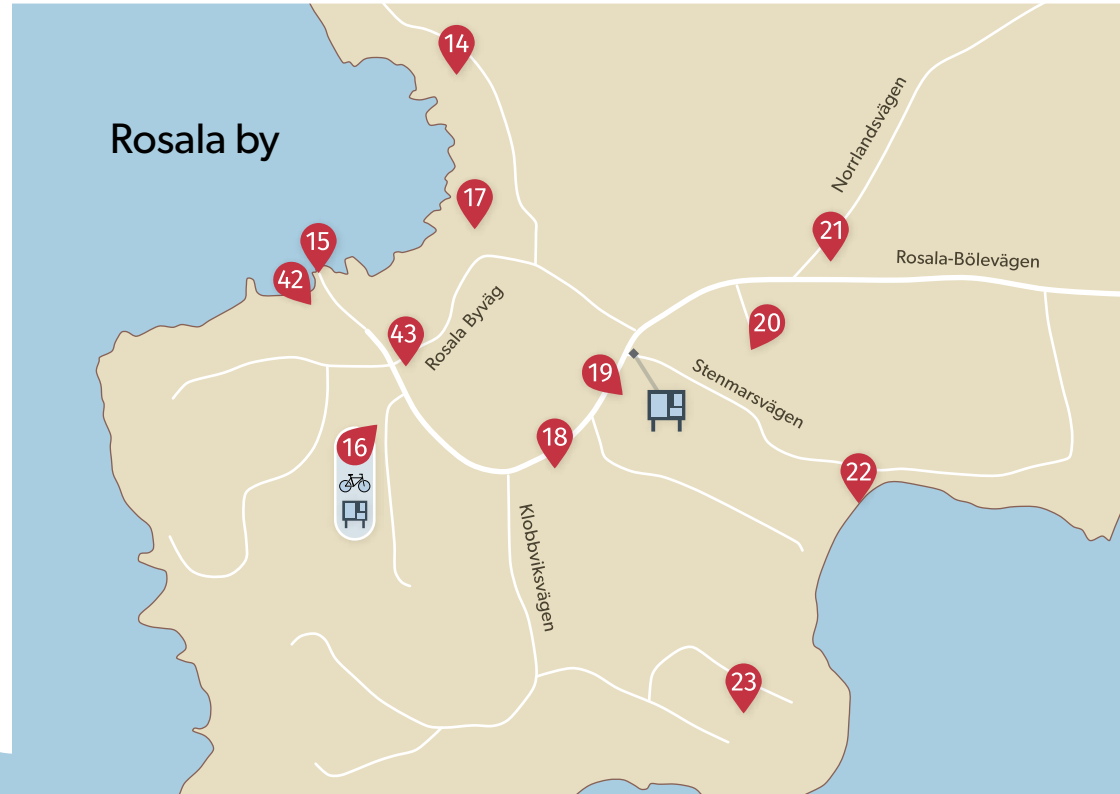 14
Rosala by
Norrlandsvägen
17
21
15
Rosala-Bölevägen
42
20
43
Rosala Byväg
19
Stenmarsvägen
18
16
22
Klobbviksvägen
23